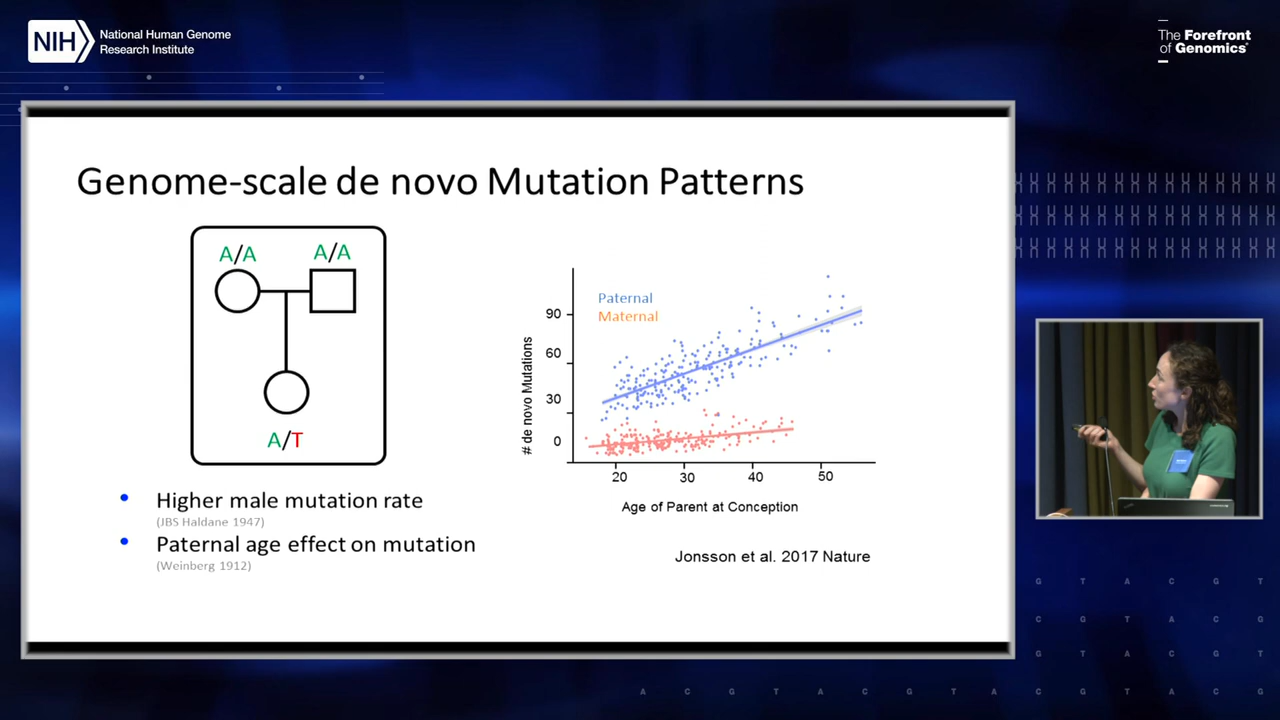 NIH
National Human Genome
Research Institute
The Forefront
of Genomics®
Genome-scale de novo Mutation Patterns
A/A
A/A
A/T
Higher male mutation rate
(JBS Haldane 1947)
Paternal age effect on mutation
(Weinberg 1912)
Paternal
Maternal
# de novo Mutations
90
60
30
0
20
30
40
50
Age of Parent at Conception
Jonsson et al. 2017 Nature
G T A C G T
C G T A C G
T A C G T A
A C G T A C G T A C G T A C G